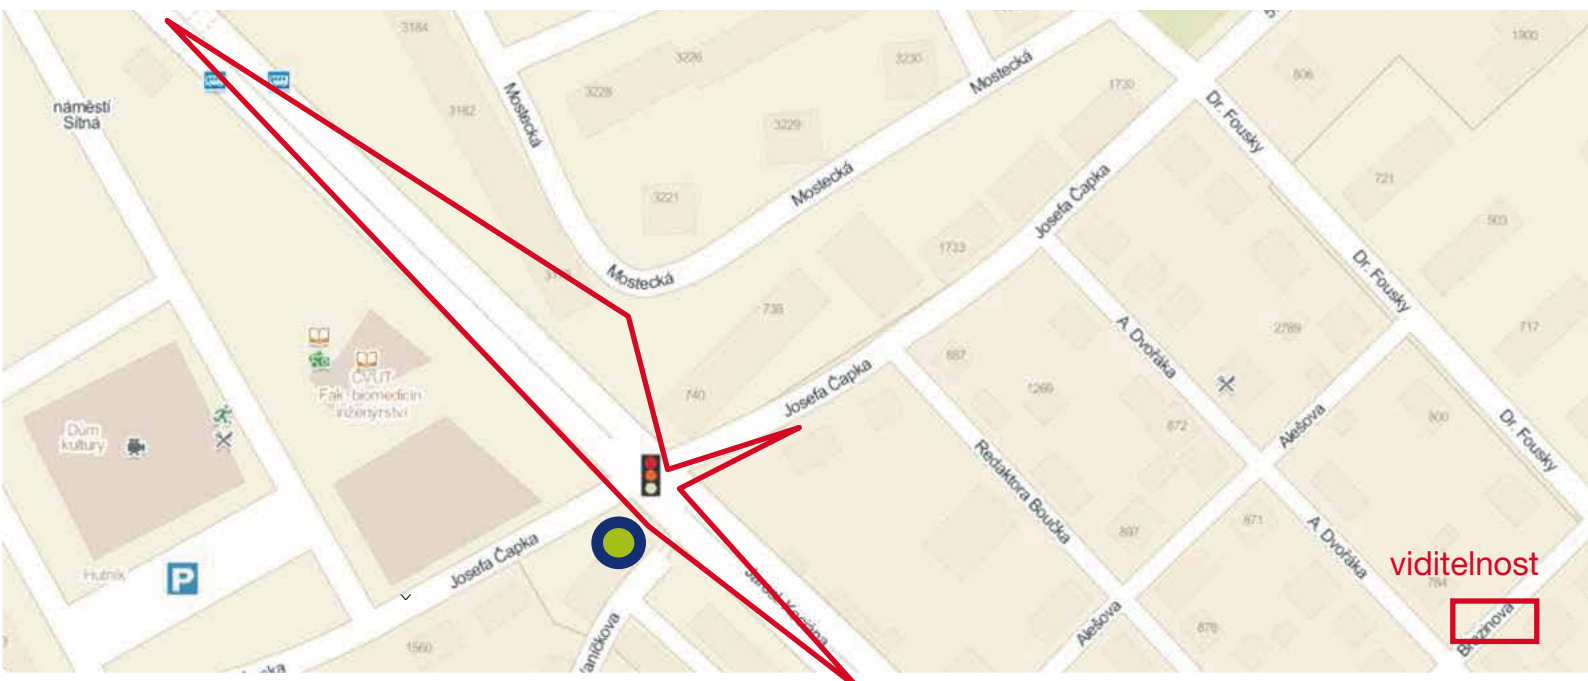 náměstí
Sítná
3184
3226
3230
1900
3228
Mostecká
806
1730
3182
Mostecká
Dr. Fousky
3229
Mostecká
721
3221
Josefa Čapka
503
1733
Mostecká
Dr. Fousky
738
A. Dvořáka
2789
717
887
ČVUT
Fak. biomedicín
inženýrství
Josefa Čapka
1269
740
Dům
kultury
872
Alešova
800
Dr. Fousky
Redaktora Boučka
897
871
A. Dvořáka
Josefa Čapka
viditelnost
Hutník
P
784
Alešova
Březinova
876
1560